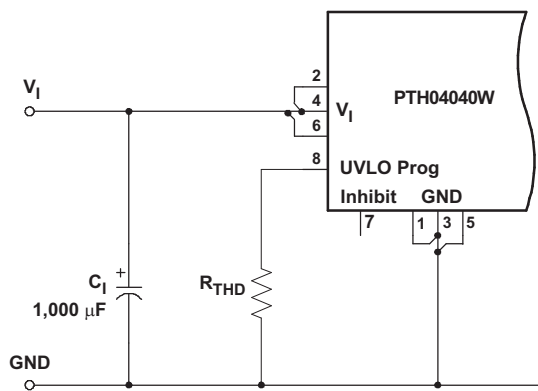 2
V_I
4
V_I
PTH04040W
6
8
UVLO Prog
Inhibit
GND
7
1
3
5
C_I
+
1,000 μF
R_THD
GND